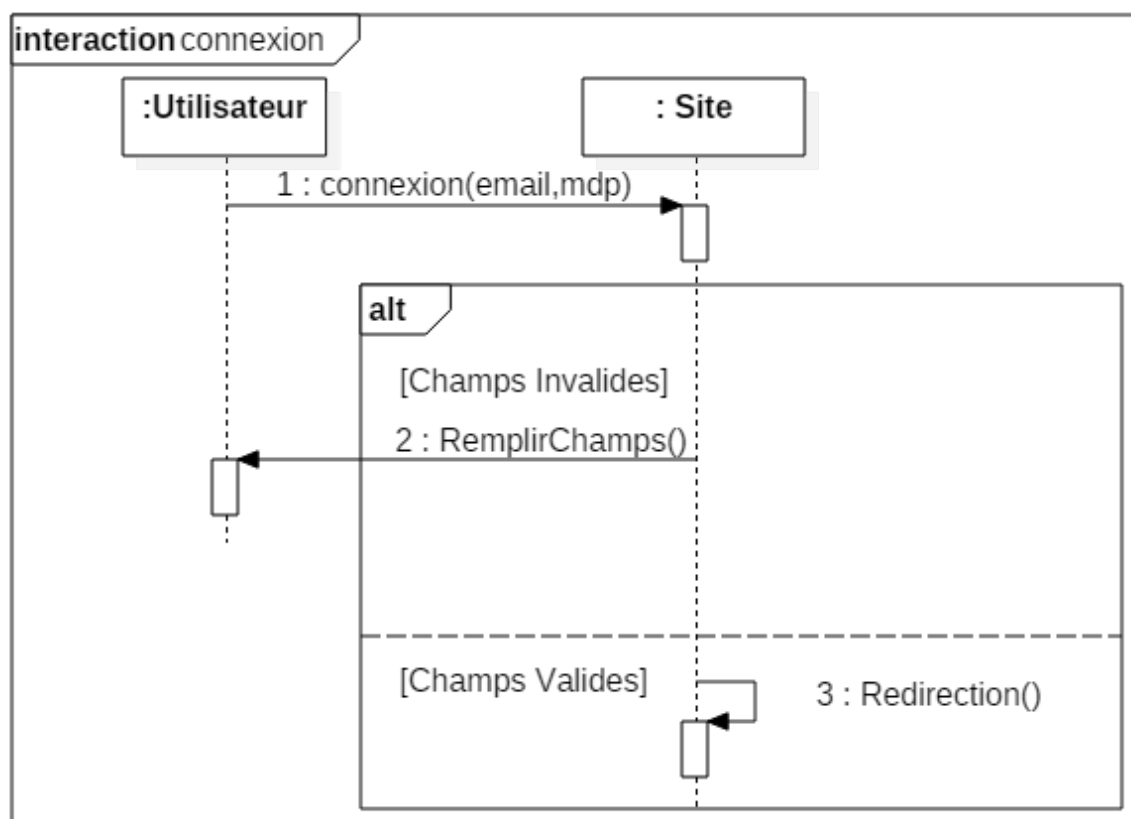 interaction connexion
:Utilisateur
: Site
1 : connexion(email,mdp)
alt
[Champs Invalides]
2 : RemplirChamps()
[Champs Valides]
3 : Redirection()